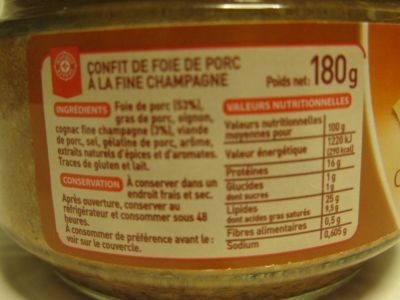 CONFIT DE FOIE DE PORC
À LA FINE CHAMPAGNE
Poids net: 180g
INGRÉDIENTS Foie de porc (53%),
gras de porc, oignon,
cognac fine champagne (3%), viande
de porc, sel, gélatine de porc, arôme,
extraits naturels d'épices et d'aromates.
Traces de gluten et lait.
CONSERVATION À conserver dans un
endroit frais et sec.
Après ouverture, conserver au
réfrigérateur et consommer sous 48
heures.
À consommer de préférence avant le :
voir sur le couvercle.
VALEURS NUTRITIONNELLES
Valeurs nutritionnelles
moyennes pour 100 g
Valeur énergétique 1220 kJ
(290 kcal)
Protéines 16 g
Glucides 1g
dont sucres 1g
Lipides 25 g
dont acides gras saturés 9,5g
Fibres alimentaires 0,5 g
Sodium 0,605g